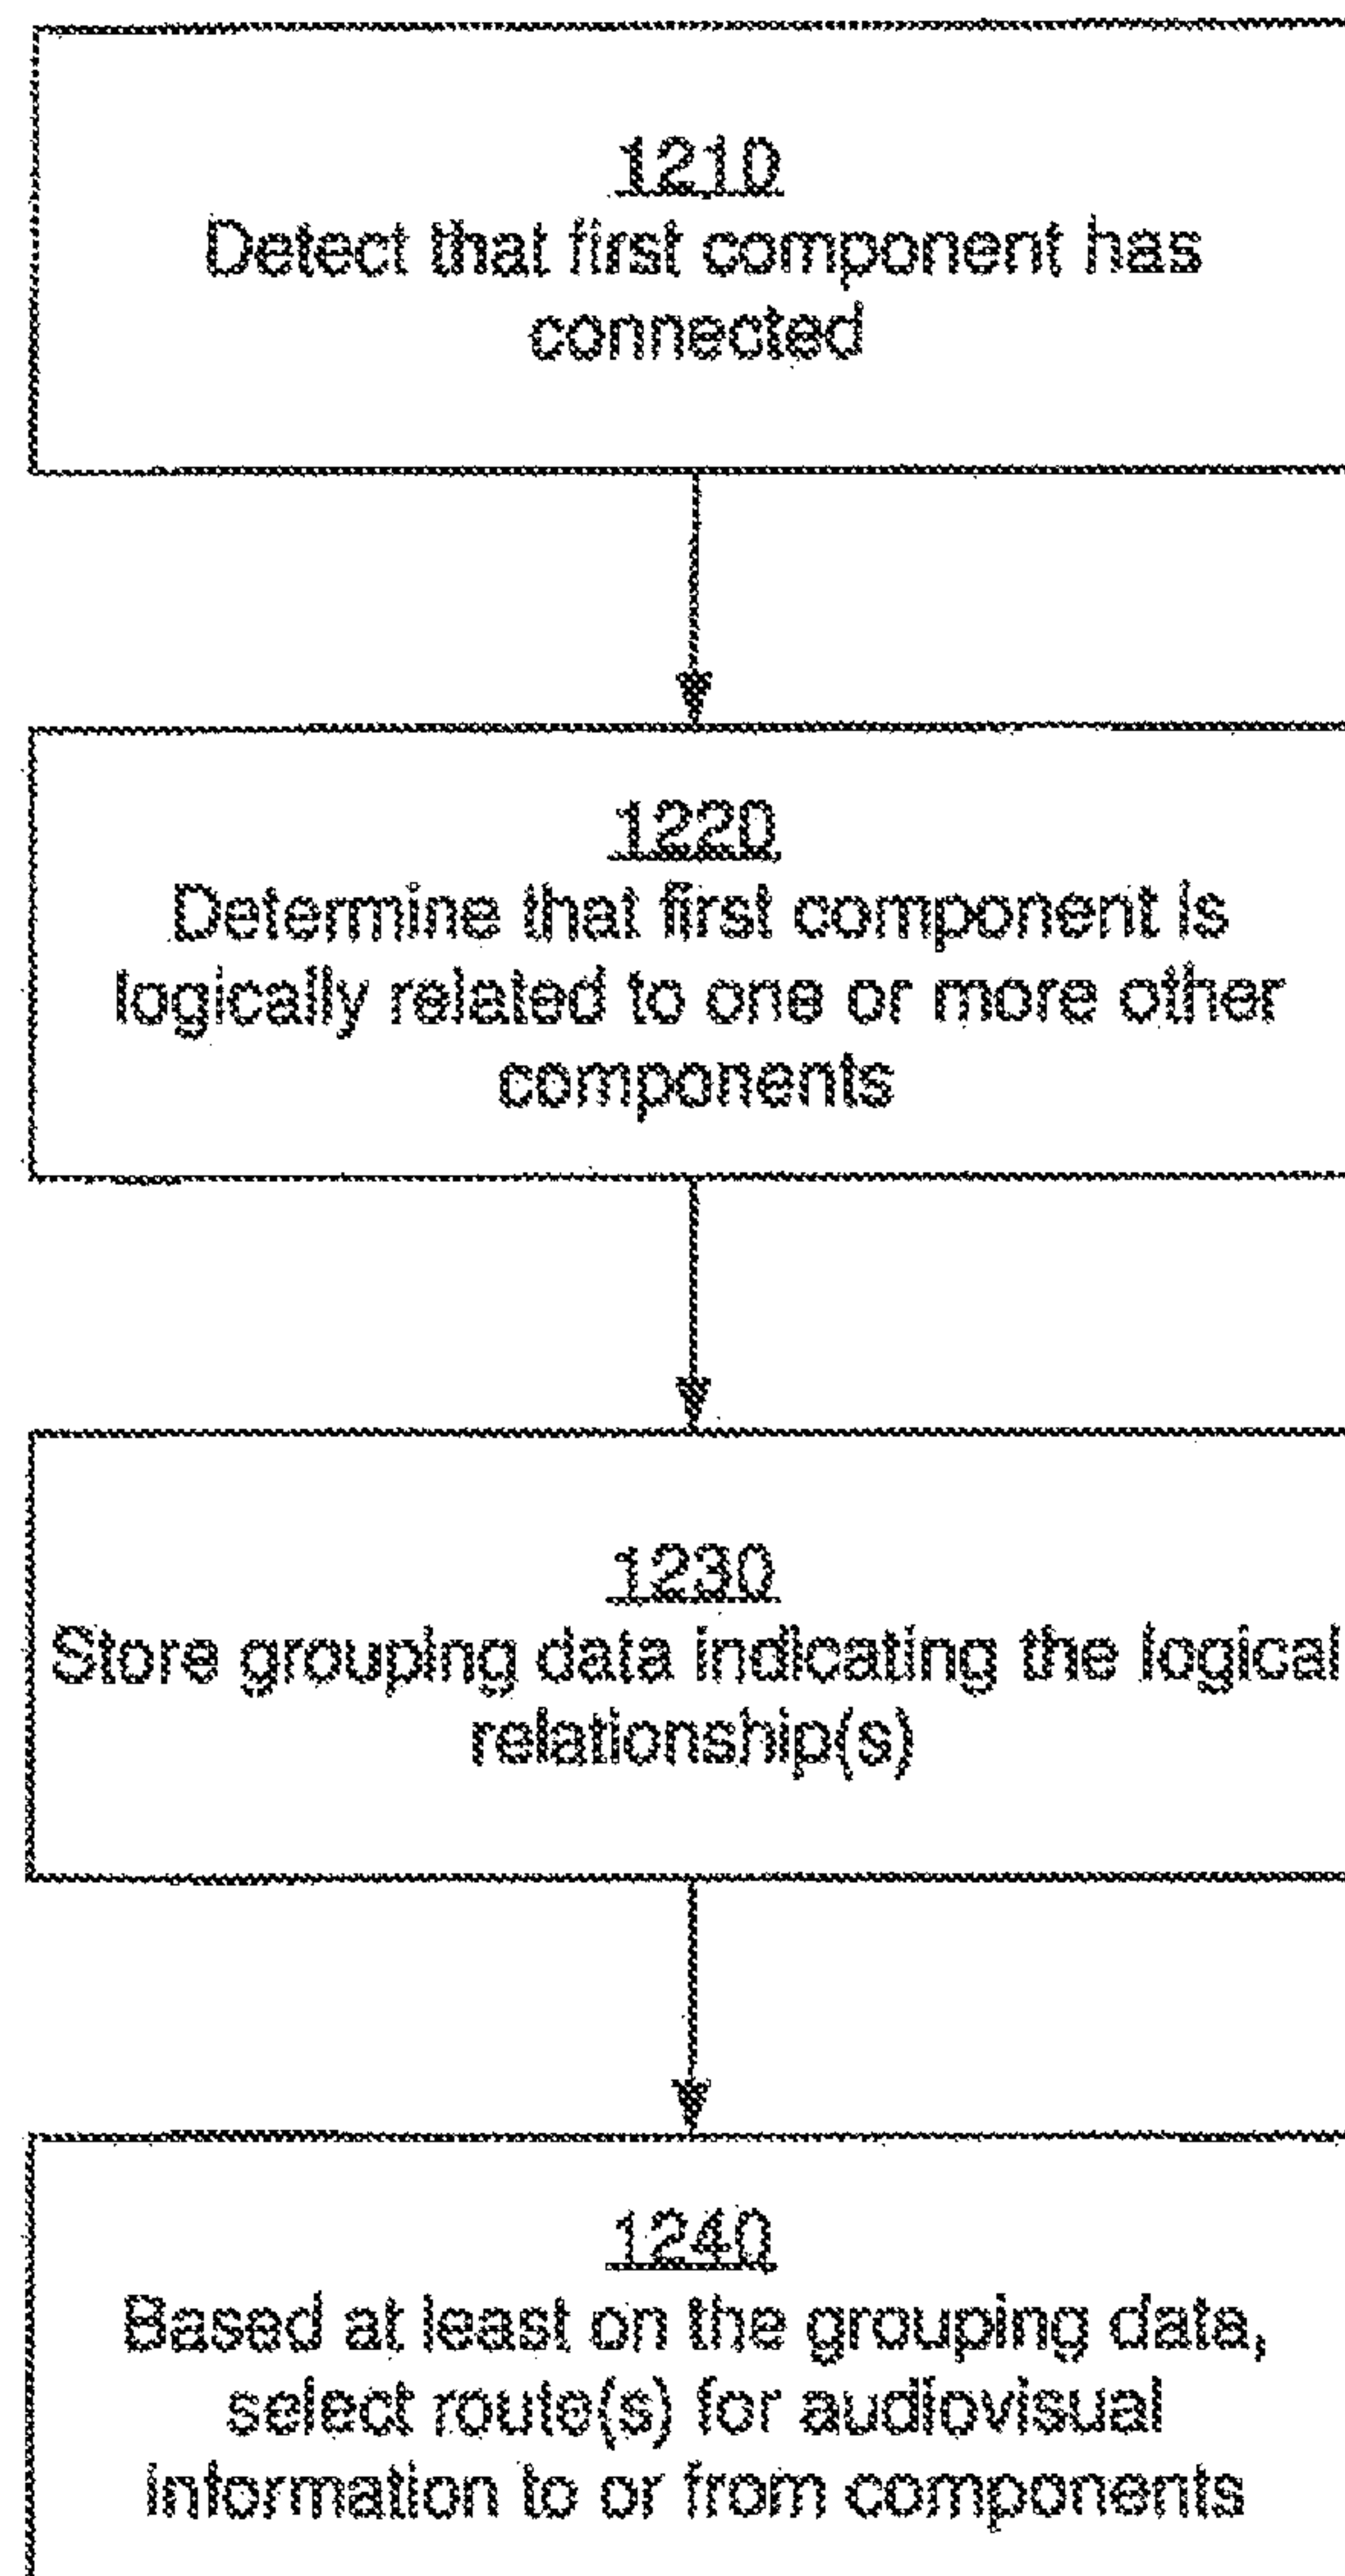 1210
Detect that first component has
connected
1220
Determine that first component is
logically related to one or more other
components
1230
Store grouping data indicating the logical
relationship(s)
1240
Based at least on the grouping data,
select route(s) for audiovisual
information to or from components